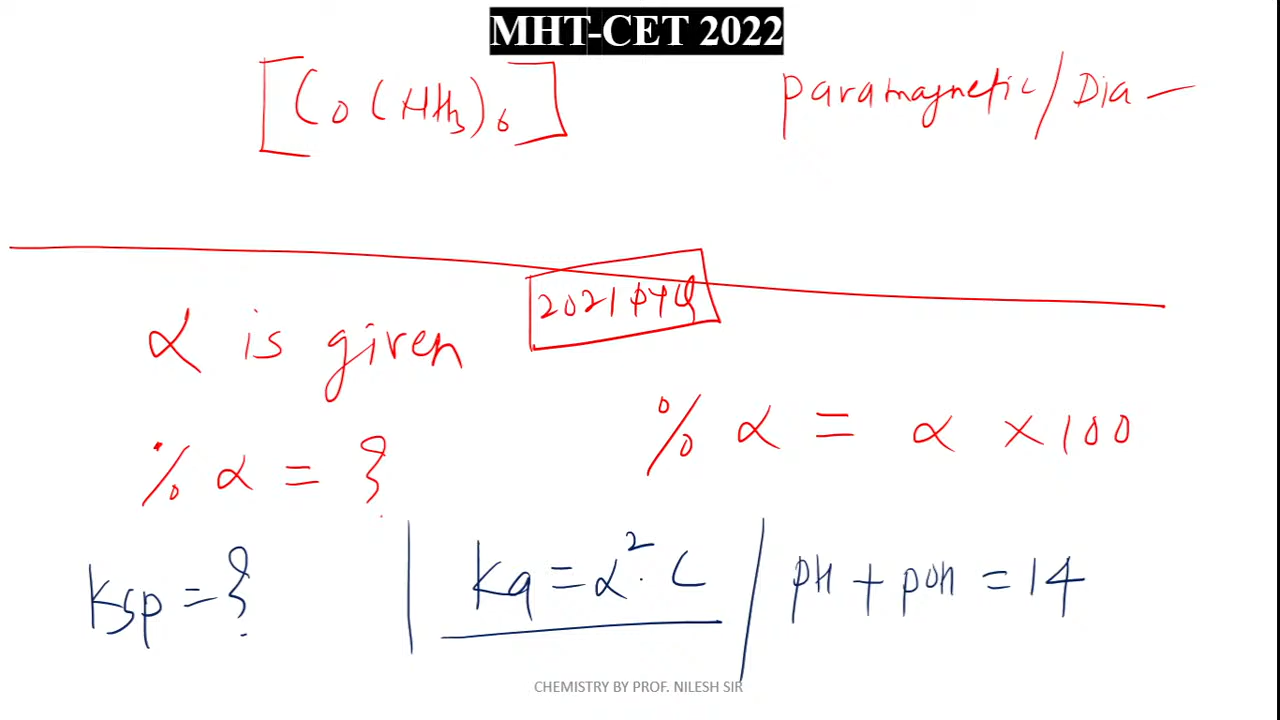 MHT-CET 2022
[Co(NH3)6] paramagnetic/Dia -
2021 PYQ
α is given
% α = α × 100
% α = ?
Ksp = ? | Ka = α². C | pH + pOH = 14
CHEMISTRY BY PROF. NILESH SIR